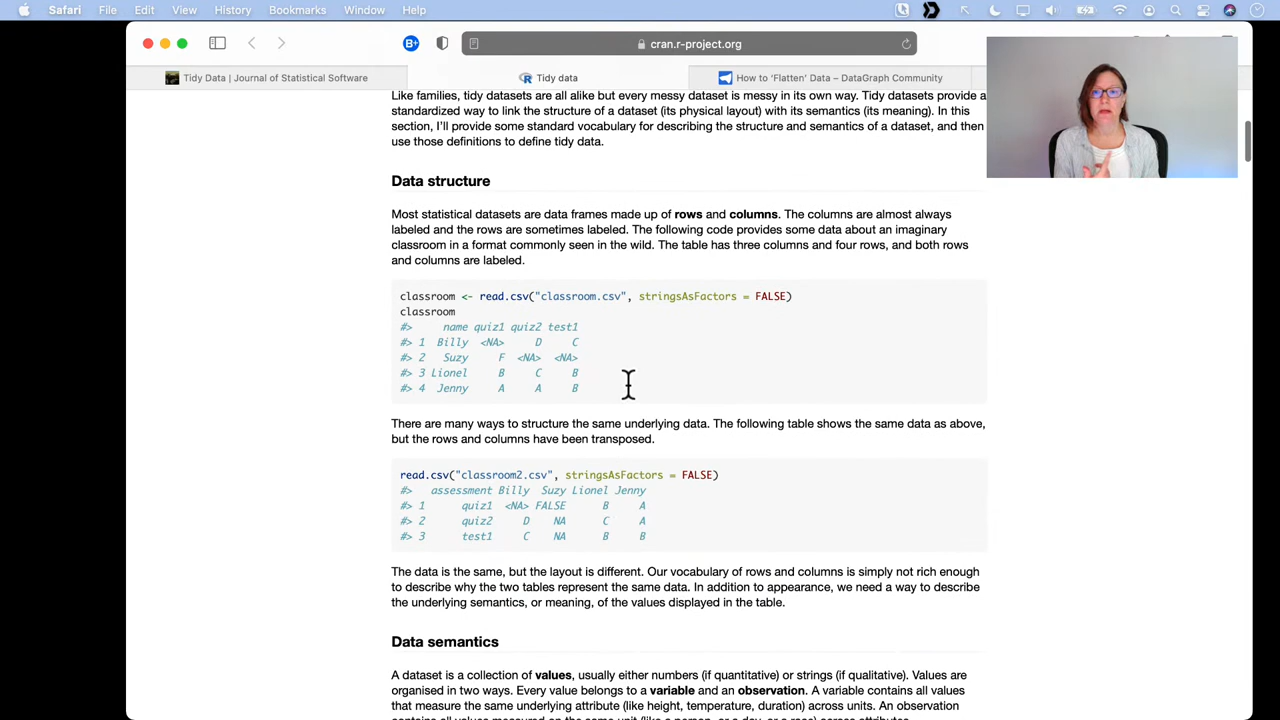 Safari File Edit View History Bookmarks Window Help
B+ cran.r-project.org
Tidy Data | Journal of Statistical Software
Tidy data
How to 'Flatten' Data – DataGraph Community
Like families, tidy datasets are all alike but every messy dataset is messy in its own way. Tidy datasets provide a
standardized way to link the structure of a dataset (its physical layout) with its semantics (its meaning). In this
section, I'll provide some standard vocabulary for describing the structure and semantics of a dataset, and then
use those definitions to define tidy data.
Data structure
Most statistical datasets are data frames made up of rows and columns. The columns are almost always
labeled and the rows are sometimes labeled. The following code provides some data about an imaginary
classroom in a format commonly seen in the wild. The table has three columns and four rows, and both rows
and columns are labeled.
classroom <- read.csv("classroom.csv", stringsAsFactors = FALSE)
classroom
#> name quiz1 quiz2 test1
#> 1 Billy <NA> D C
#> 2 Suzy F <NA> <NA>
#> 3 Lionel B C B
#> 4 Jenny A A B
There are many ways to structure the same underlying data. The following table shows the same data as above,
but the rows and columns have been transposed.
read.csv("classroom2.csv", stringsAsFactors = FALSE)
#> assessment Billy Suzy Lionel Jenny
#> 1 quiz1 <NA> FALSE B A
#> 2 quiz2 D NA C A
#> 3 test1 C NA B B
The data is the same, but the layout is different. Our vocabulary of rows and columns is simply not rich enough
to describe why the two tables represent the same data. In addition to appearance, we need a way to describe
the underlying semantics, or meaning, of the values displayed in the table.
Data semantics
A dataset is a collection of values, usually either numbers (if quantitative) or strings (if qualitative). Values are
organised in two ways. Every value belongs to a variable and an observation. A variable contains all values
that measure the same underlying attribute (like height, temperature, duration) across units. An observation
contains all values measured on the same unit (like a person, or a day, or a race) across attributes.